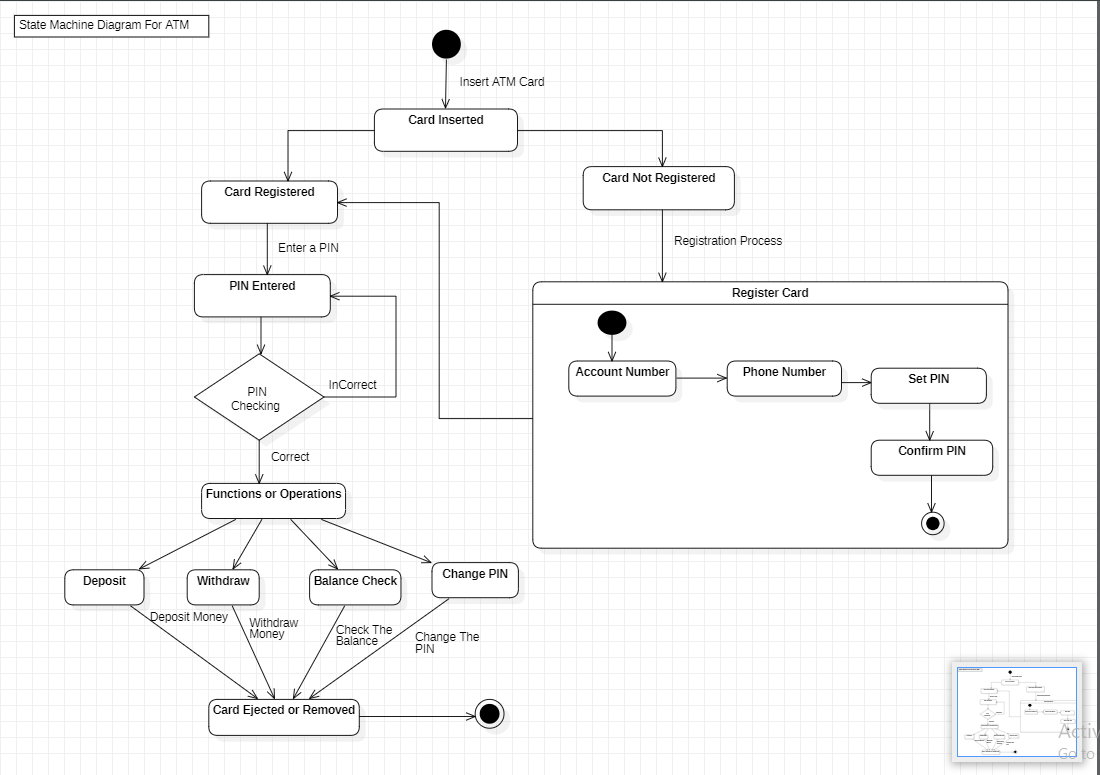 State Machine Diagram For ATM
Insert ATM Card
Card Inserted
Card Registered
Card Not Registered
Enter a PIN
Registration Process
PIN Entered
Register Card
Account Number
Phone Number
Set PIN
InCorrect
PIN
Checking
Confirm PIN
Correct
Functions or Operations
Deposit
Withdraw
Balance Check
Change PIN
Deposit Money
Withdraw
Money
Check The
Balance
Change The
PIN
Card Ejected or Removed
Activ
Go to